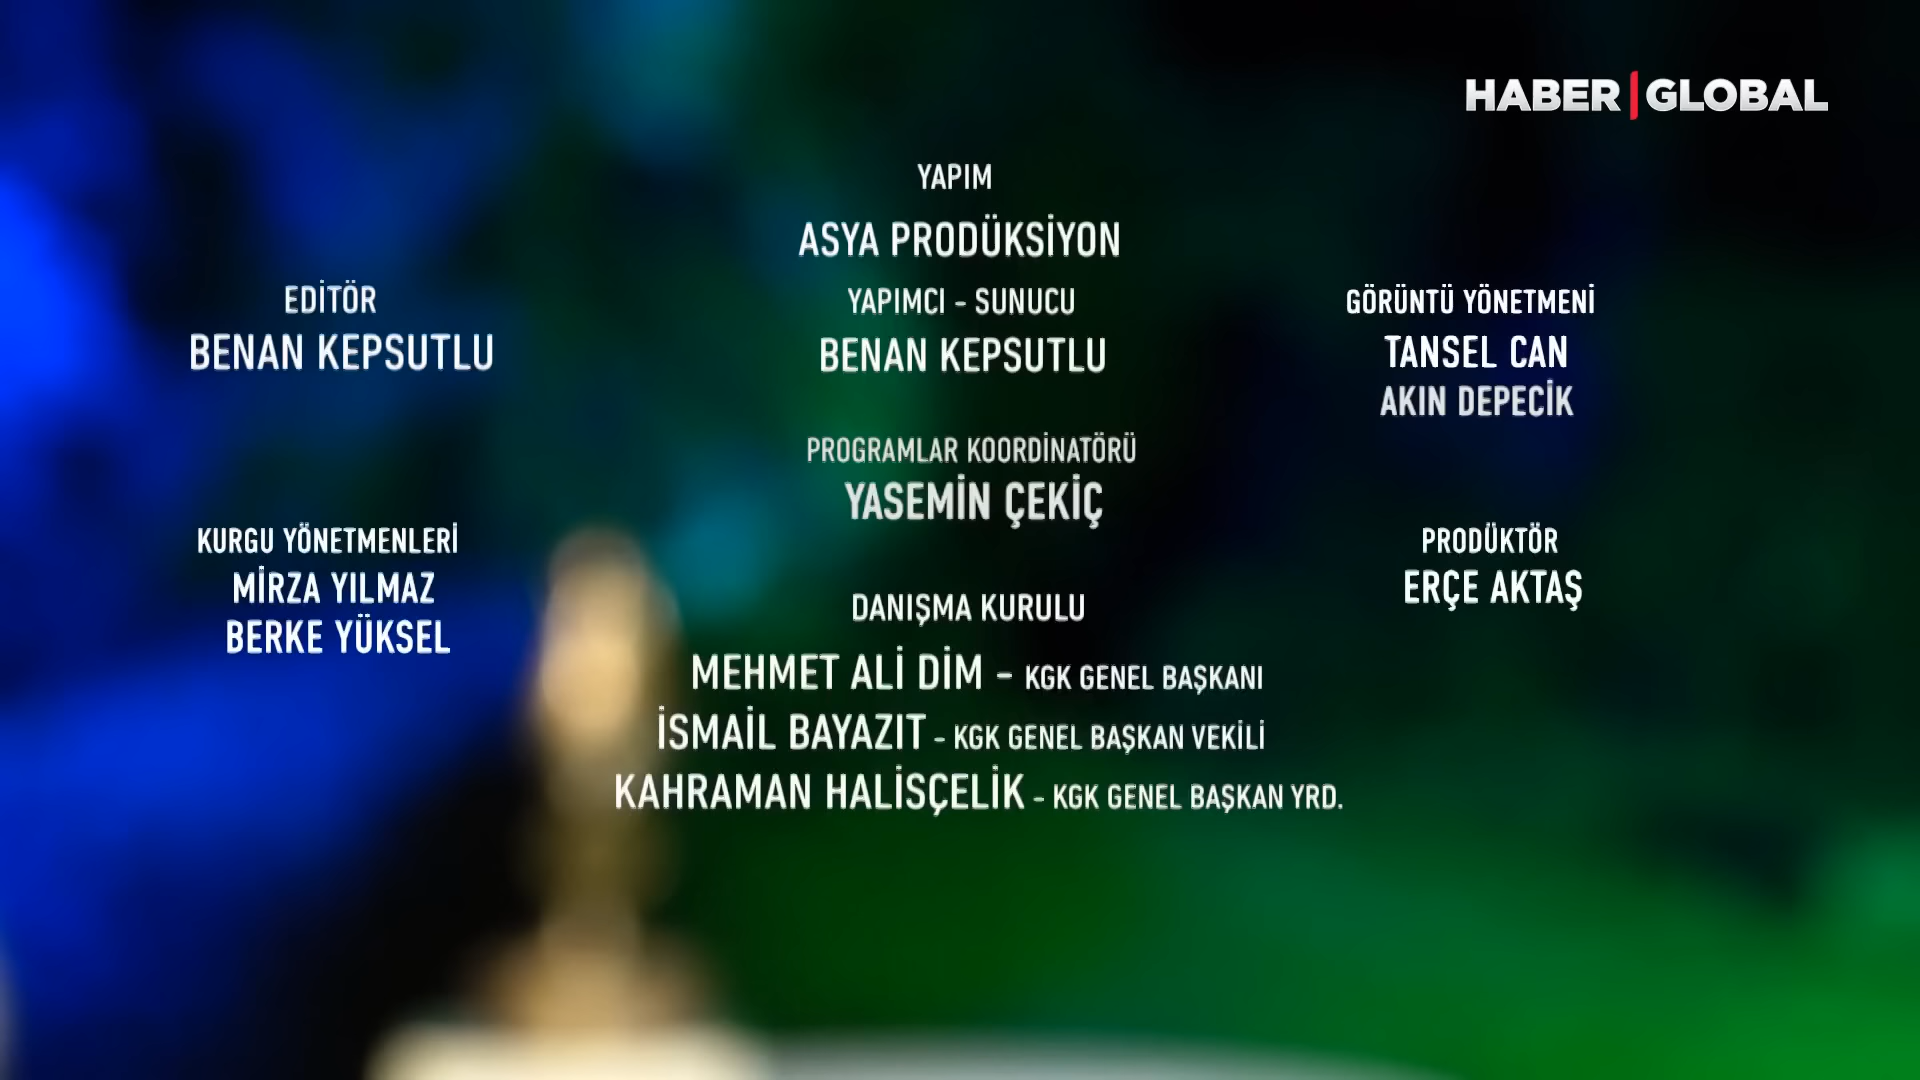 HABER|GLOBAL
YAPIM
ASYA PRODÜKSİYON
EDİTÖR
BENAN KEPSUTLU
YAPIMCI - SUNUCU
BENAN KEPSUTLU
GÖRÜNTÜ YÖNETMENİ
TANSEL CAN
AKIN DEPECİK
PROGRAMLAR KOORDİNATÖRÜ
YASEMİN ÇEKİÇ
KURGU YÖNETMENLERİ
MİRZA YILMAZ
BERKE YÜKSEL
PRODÜKTÖR
ERÇE AKTAŞ
DANIŞMA KURULU
MEHMET ALİ DİM - KGK GENEL BAŞKANI
İSMAİL BAYAZIT - KGK GENEL BAŞKAN VEKİLİ
KAHRAMAN HALİSÇELİK - KGK GENEL BAŞKAN YRD.